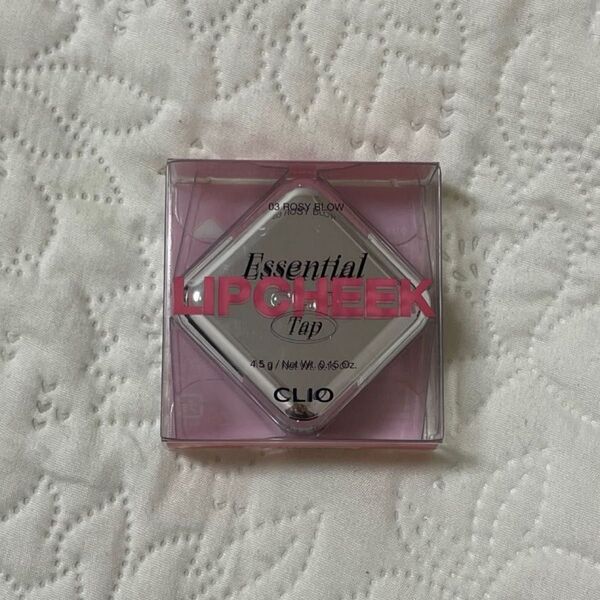 03 ROSY BLOW
Essential
LIPCHEEK
Tap
4.5 g / Net Wt. 0.15 Oz.
CLIO